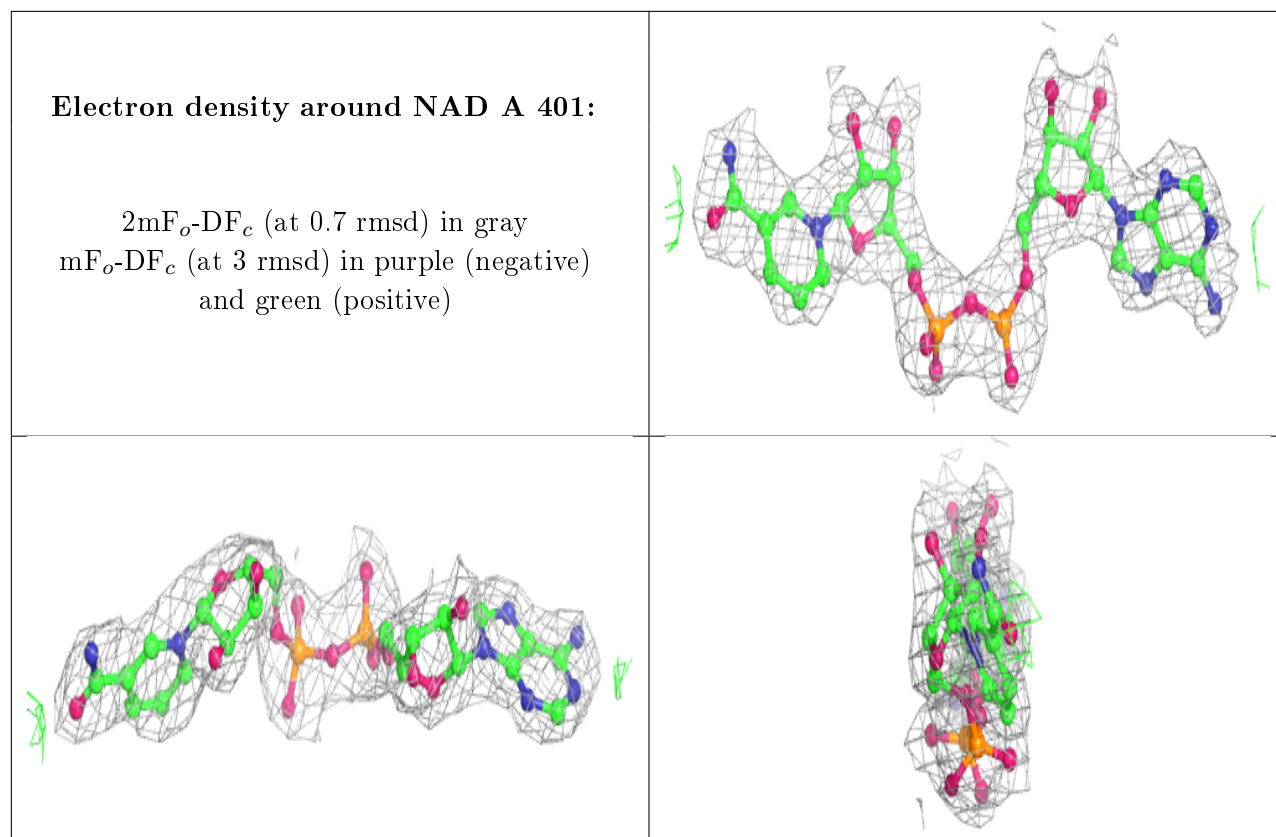 Electron density around NAD A 401:
2mFo-DFc (at 0.7 rmsd) in gray
mFo-DFc (at 3 rmsd) in purple (negative)
and green (positive)